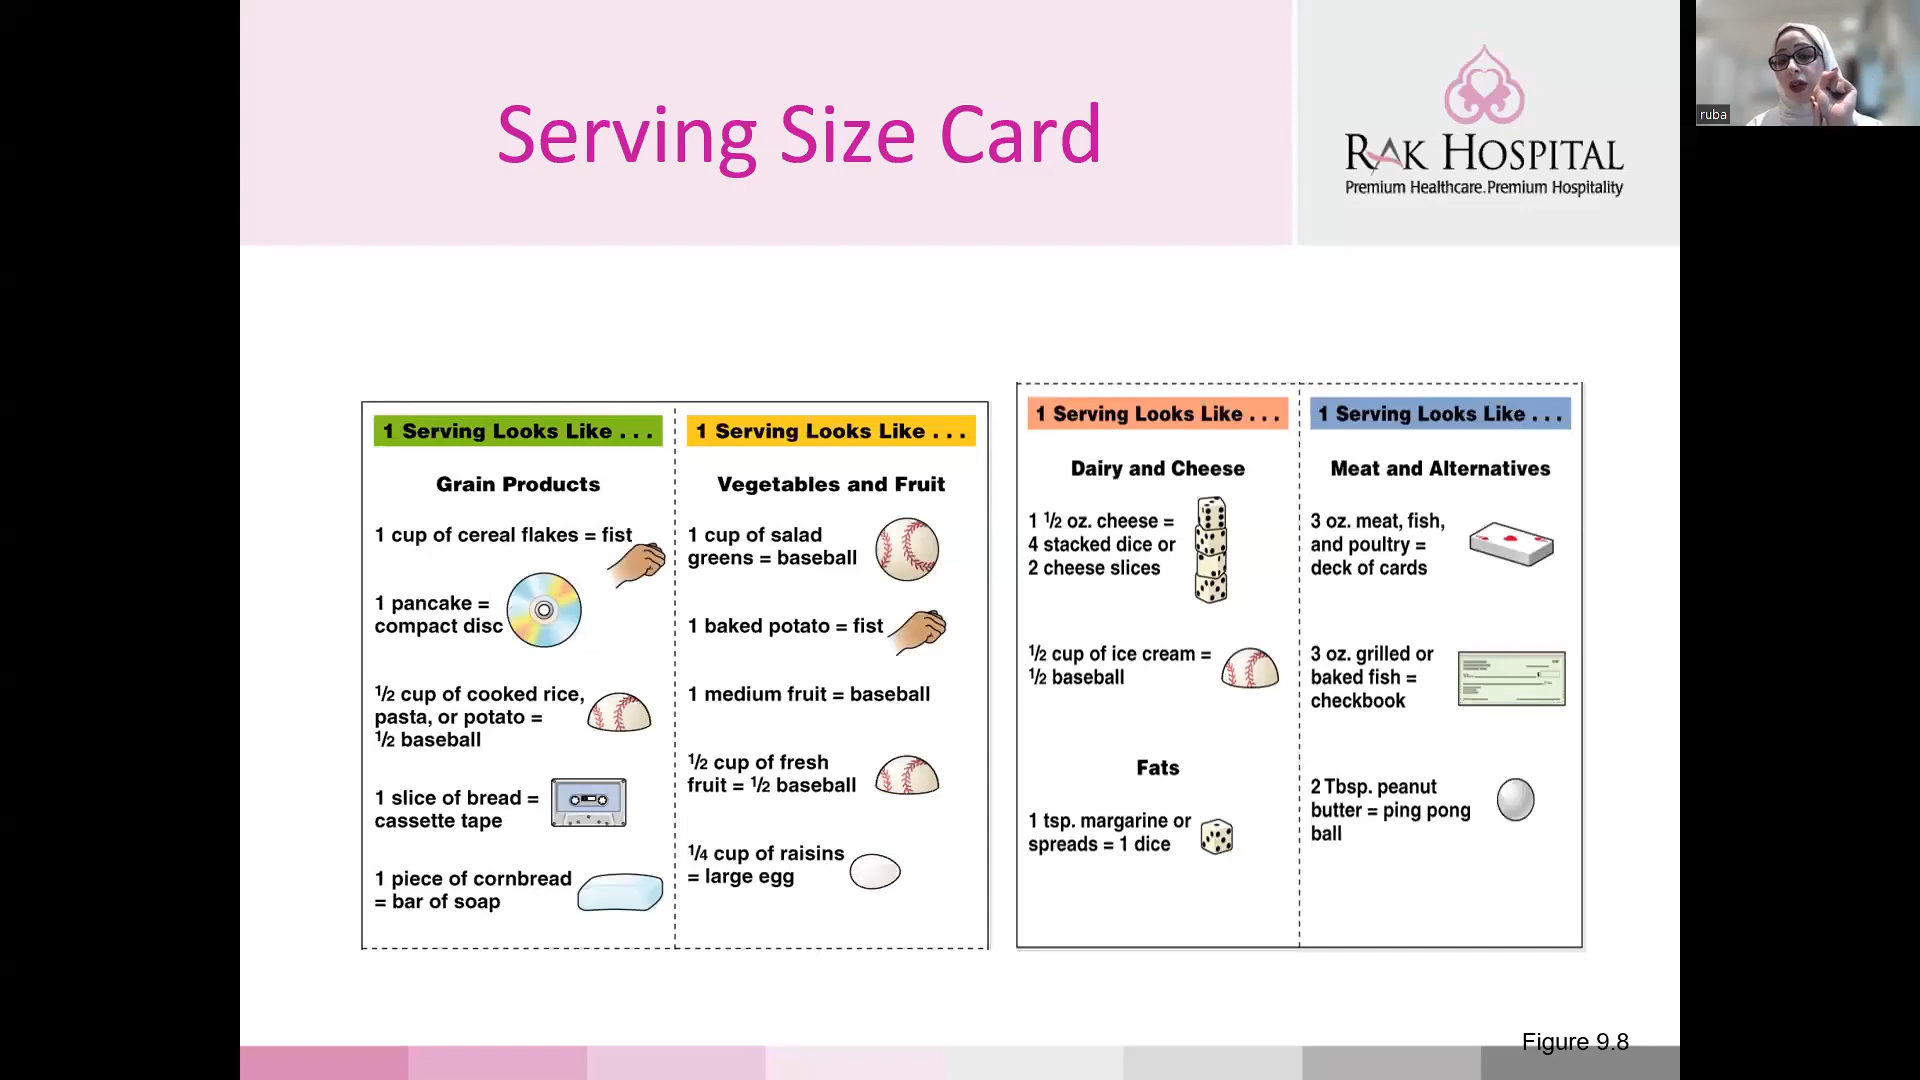 Serving Size Card
RAK HOSPITAL
Premium Healthcare.Premium Hospitality
ruba
1 Serving Looks Like . . .
Grain Products
1 cup of cereal flakes = fist
1 pancake =
compact disc
1/2 cup of cooked rice,
pasta, or potato =
1/2 baseball
1 slice of bread =
cassette tape
1 piece of cornbread
= bar of soap
1 Serving Looks Like . . .
Vegetables and Fruit
1 cup of salad
greens = baseball
1 baked potato = fist
1 medium fruit = baseball
1/2 cup of fresh
fruit = 1/2 baseball
1/4 cup of raisins
= large egg
1 Serving Looks Like . . .
Dairy and Cheese
1 1/2 oz. cheese =
4 stacked dice or
2 cheese slices
1/2 cup of ice cream =
1/2 baseball
Fats
1 tsp. margarine or
spreads = 1 dice
1 Serving Looks Like . . .
Meat and Alternatives
3 oz. meat, fish,
and poultry =
deck of cards
3 oz. grilled or
baked fish =
checkbook
2 Tbsp. peanut
butter = ping pong
ball
Figure 9.8